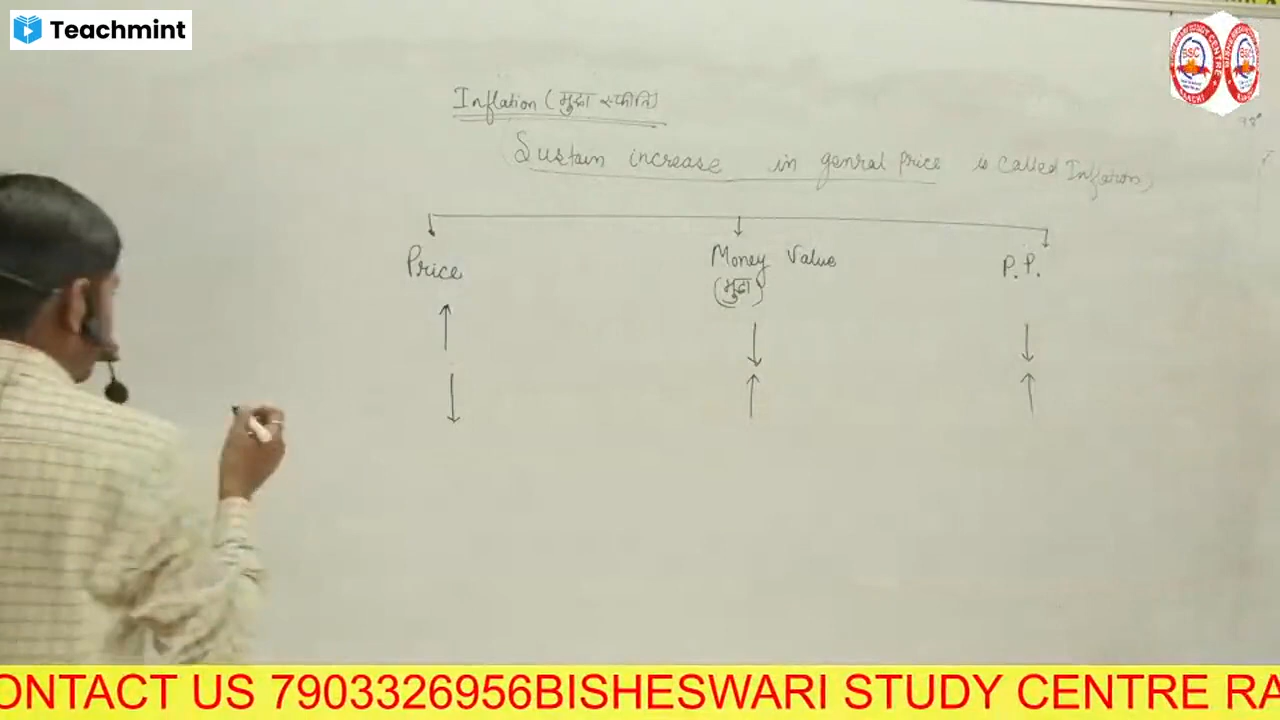 Teachmint
Inflation (मुद्रा स्फीति)
Sustain increase in genral Price is called Inflation)
Price
Money Value
(मुद्रा)
P.P.
SSC
ONTACT US 7903326956BISHESWARI STUDY CENTRE RA